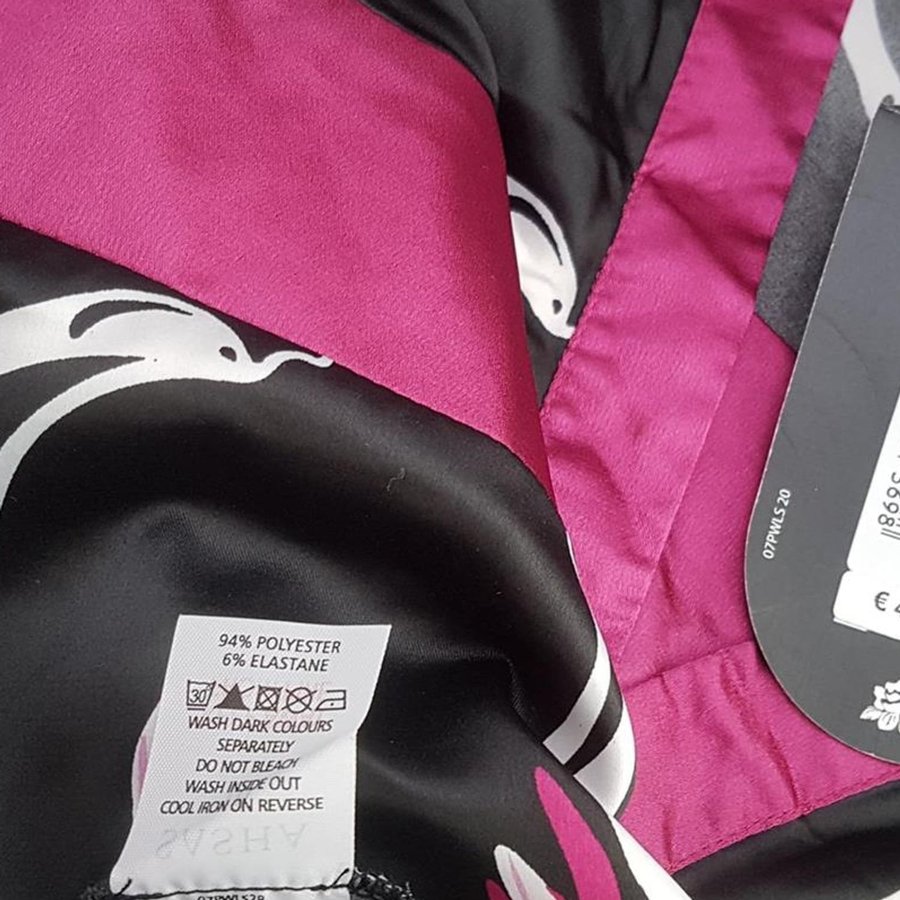 94% POLYESTER
6% ELASTANE
30
WASH DARK COLOURS
SEPARATELY
DO NOT BLEACH
WASH INSIDE OUT
COOL IRON ON REVERSE
SASHA
07PWLS 20
€ 4